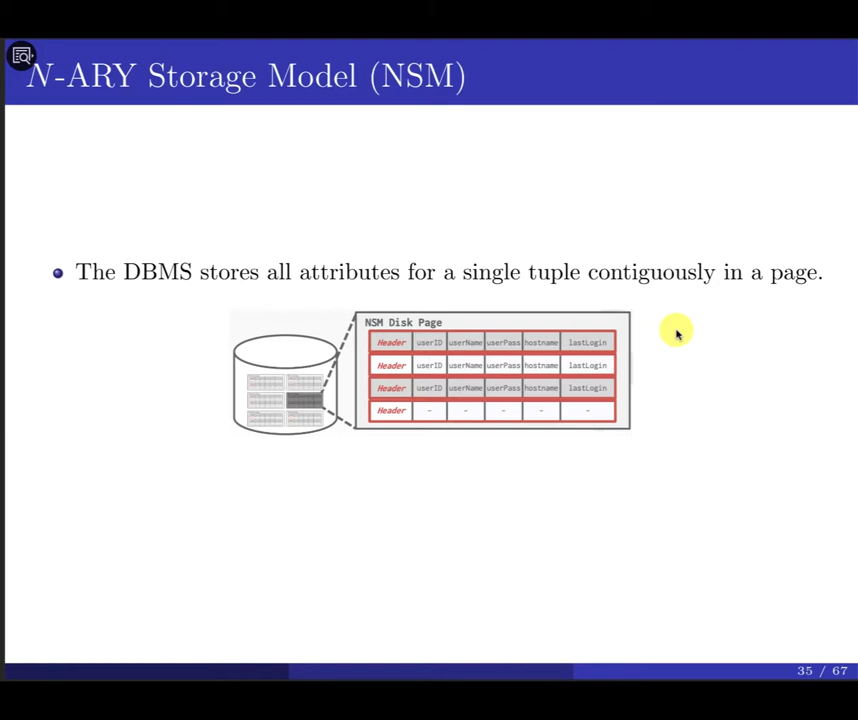 N-ARY Storage Model (NSM)
The DBMS stores all attributes for a single tuple contiguously in a page.
NSM Disk Page
Header userID userName userPass hostname lastLogin
Header userID userName userPass hostname lastLogin
Header userID userName userPass hostname lastLogin
Header - - - - -
35 / 67